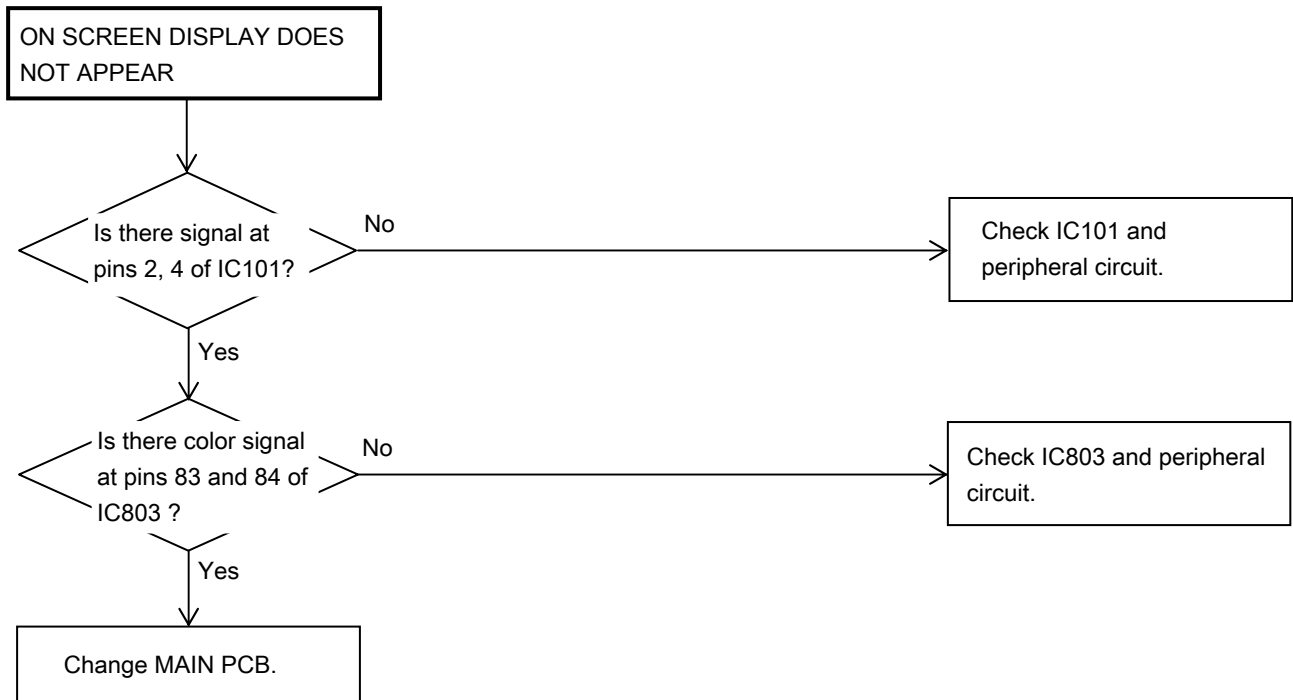 ON SCREEN DISPLAY DOES
NOT APPEAR
Is there signal at
pins 2, 4 of IC101?
No
Check IC101 and
peripheral circuit.
Yes
Is there color signal
at pins 83 and 84 of
IC803 ?
No
Check IC803 and peripheral
circuit.
Yes
Change MAIN PCB.